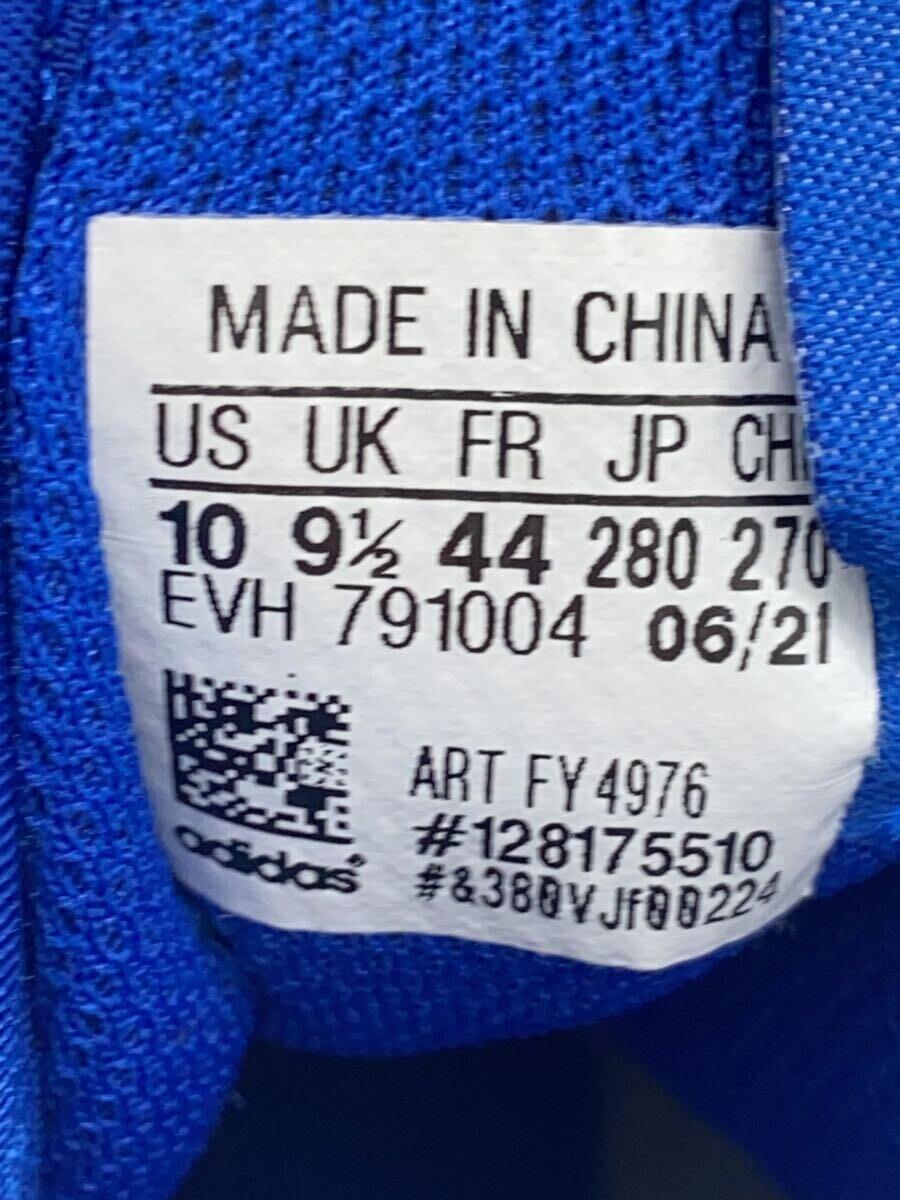 MADE IN CHINA
US UK FR JP CHN
10 9½ 44 280 270
EVH 791004 06/21
ART FY4976
#128175510
adidas
#&380VJf00224